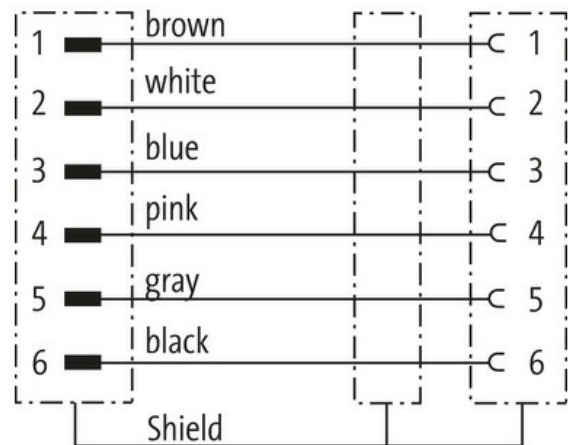 1 brown 1
2 white 2
3 blue 3
4 pink 4
5 gray 5
6 black 6
Shield